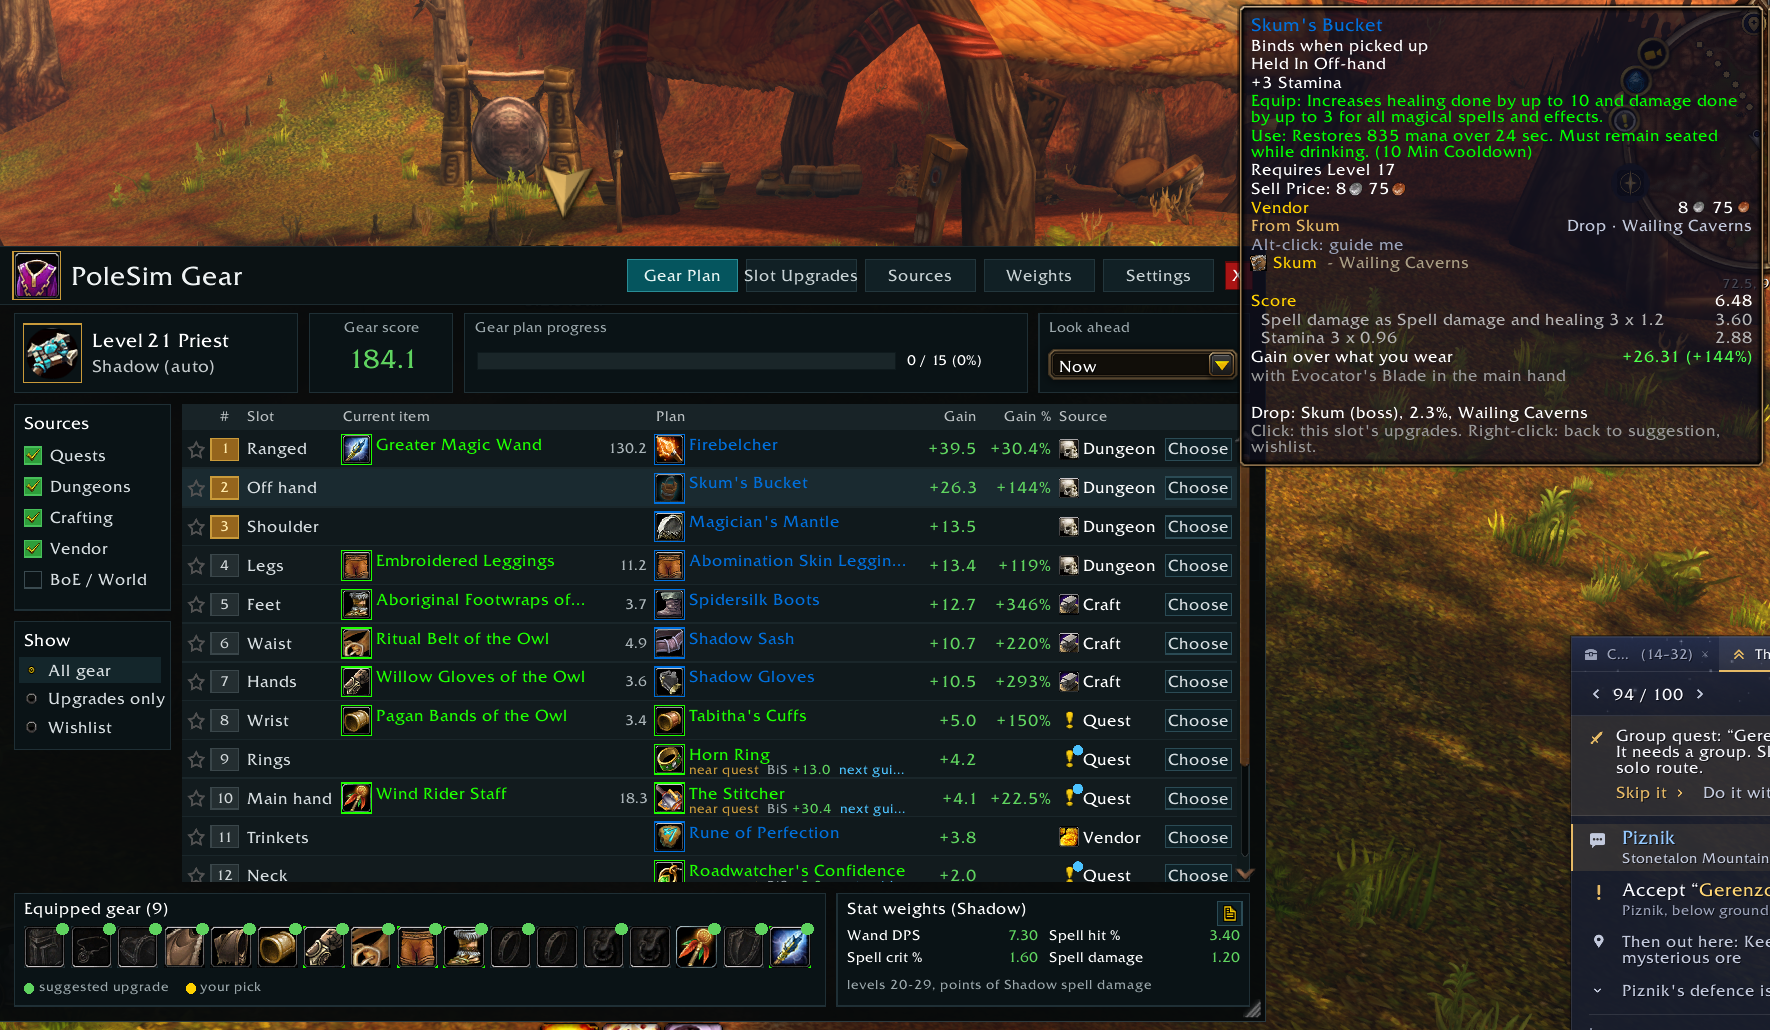 Skum's Bucket
Binds when picked up
Held In Off-hand
+3 Stamina
Equip: Increases healing done by up to 10 and damage done
by up to 3 for all magical spells and effects.
Use: Restores 835 mana over 24 sec. Must remain seated
while drinking. (10 Min Cooldown)
Requires Level 17
Sell Price: 8 75
Vendor 8 75
From Skum Drop · Wailing Caverns
Alt-click: guide me
Skum - Wailing Caverns
72.5, 9
Score 6.48
Spell damage as Spell damage and healing 3 x 1.2 3.60
Stamina 3 x 0.96 2.88
Gain over what you wear +26.31 (+144%)
with Evocator's Blade in the main hand
Drop: Skum (boss), 2.3%, Wailing Caverns
Click: this slot's upgrades. Right-click: back to suggestion,
wishlist.
PoleSim Gear
Gear Plan Slot Upgrades Sources Weights Settings X
Level 21 Priest
Shadow (auto)
Gear score
184.1
Gear plan progress
0 / 15 (0%)
Look ahead
Now
Sources
Quests
Dungeons
Crafting
Vendor
BoE / World
Show
All gear
Upgrades only
Wishlist
# Slot Current item Plan Gain Gain % Source
1 Ranged Greater Magic Wand 130.2 Firebelcher +39.5 +30.4% Dungeon Choose
2 Off hand Skum's Bucket +26.3 +144% Dungeon Choose
3 Shoulder Magician's Mantle +13.5 Dungeon Choose
4 Legs Embroidered Leggings 11.2 Abomination Skin Leggin... +13.4 +119% Dungeon Choose
5 Feet Aboriginal Footwraps of... 3.7 Spidersilk Boots +12.7 +346% Craft Choose
6 Waist Ritual Belt of the Owl 4.9 Shadow Sash +10.7 +220% Craft Choose
7 Hands Willow Gloves of the Owl 3.6 Shadow Gloves +10.5 +293% Craft Choose
8 Wrist Pagan Bands of the Owl 3.4 Tabitha's Cuffs +5.0 +150% Quest Choose
9 Rings Horn Ring +4.2 Quest Choose
near quest BiS +13.0 next gui...
10 Main hand Wind Rider Staff 18.3 The Stitcher +4.1 +22.5% Quest Choose
near quest BiS +30.4 next gui...
11 Trinkets Rune of Perfection +3.8 Vendor Choose
12 Neck Roadwatcher's Confidence +2.0 Quest Choose
Equipped gear (9)
suggested upgrade your pick
Stat weights (Shadow)
Wand DPS 7.30 Spell hit % 3.40
Spell crit % 1.60 Spell damage 1.20
levels 20-29, points of Shadow spell damage
C... (14-32) x Th
< 94 / 100 >
Group quest: “Gere
It needs a group. S
solo route.
Skip it > Do it wit
Piznik
Stonetalon Mountain
Accept “Gerenzo
Piznik, below ground
Then out here: Kee
mysterious ore
Piznik's defence is